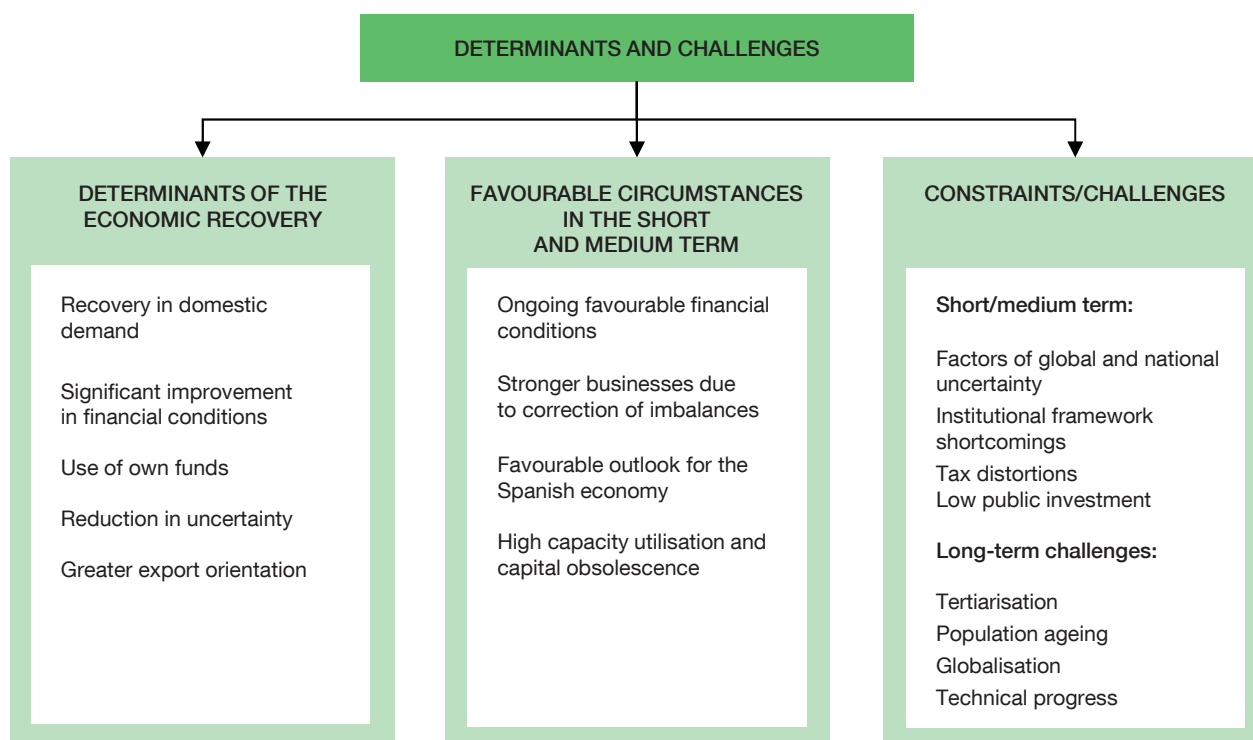 DETERMINANTS AND CHALLENGES
DETERMINANTS OF THE
ECONOMIC RECOVERY
Recovery in domestic
demand
Significant improvement
in financial conditions
Use of own funds
Reduction in uncertainty
Greater export orientation
FAVOURABLE CIRCUMSTANCES
IN THE SHORT
AND MEDIUM TERM
Ongoing favourable financial
conditions
Stronger businesses due
to correction of imbalances
Favourable outlook for the
Spanish economy
High capacity utilisation and
capital obsolescence
CONSTRAINTS/CHALLENGES
Short/medium term:
Factors of global and national
uncertainty
Institutional framework
shortcomings
Tax distortions
Low public investment
Long-term challenges:
Tertiarisation
Population ageing
Globalisation
Technical progress